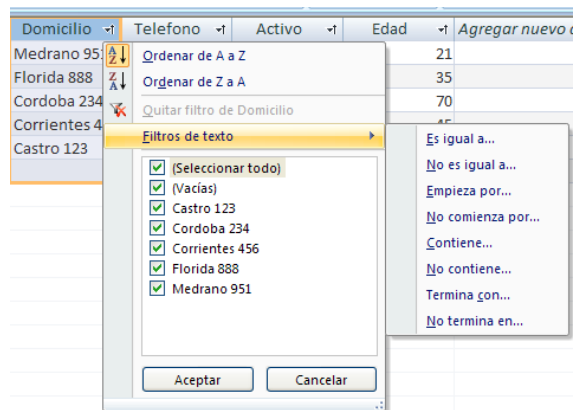 Domicilio Telefono Activo Edad Agregar nuevo
Medrano 95 21
Florida 888 35
Cordoba 234 70
Corrientes 4 45
Castro 123
Ordenar de A a Z
Ordenar de Z a A
Quitar filtro de Domicilio
Filtros de texto
(Seleccionar todo)
(Vacías)
Castro 123
Cordoba 234
Corrientes 456
Florida 888
Medrano 951
Aceptar Cancelar
Es igual a...
No es igual a...
Empieza por...
No comienza por...
Contiene...
No contiene...
Termina con...
No termina en...